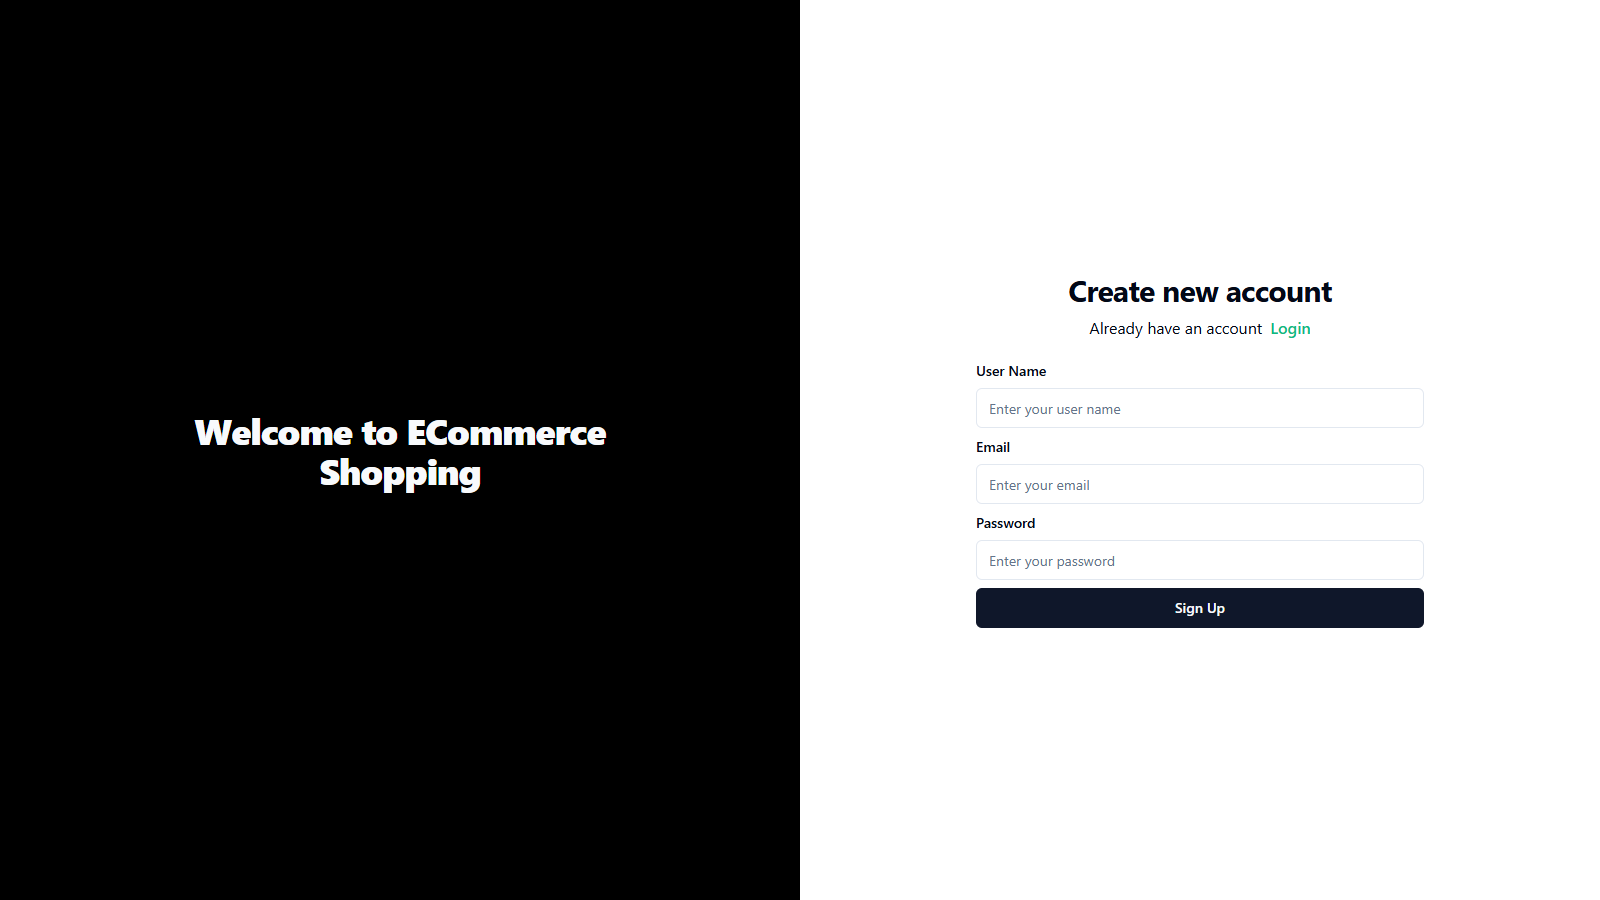 Welcome to ECommerce
Shopping
Create new account
Already have an account Login
User Name
Enter your user name
Email
Enter your email
Password
Enter your password
Sign Up